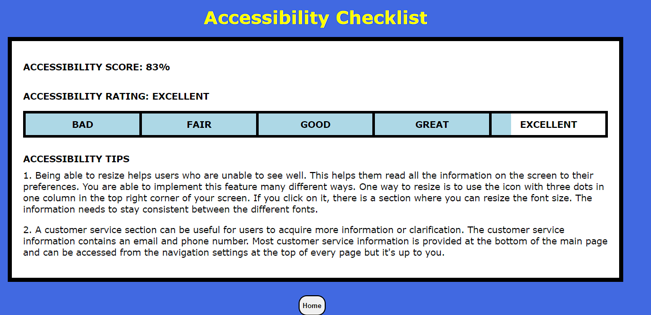 Accessibility Checklist
ACCESSIBILITY SCORE: 83%
ACCESSIBILITY RATING: EXCELLENT
BAD FAIR GOOD GREAT EXCELLENT
ACCESSIBILITY TIPS
1. Being able to resize helps users who are unable to see well. This helps them read all the information on the screen to their
preferences. You are able to implement this feature many different ways. One way to resize is to use the icon with three dots in
one column in the top right corner of your screen. If you click on it, there is a section where you can resize the font size. The
information needs to stay consistent between the different fonts.
2. A customer service section can be useful for users to acquire more information or clarification. The customer service
information contains an email and phone number. Most customer service information is provided at the bottom of the main page
and can be accessed from the navigation settings at the top of every page but it's up to you.
Home